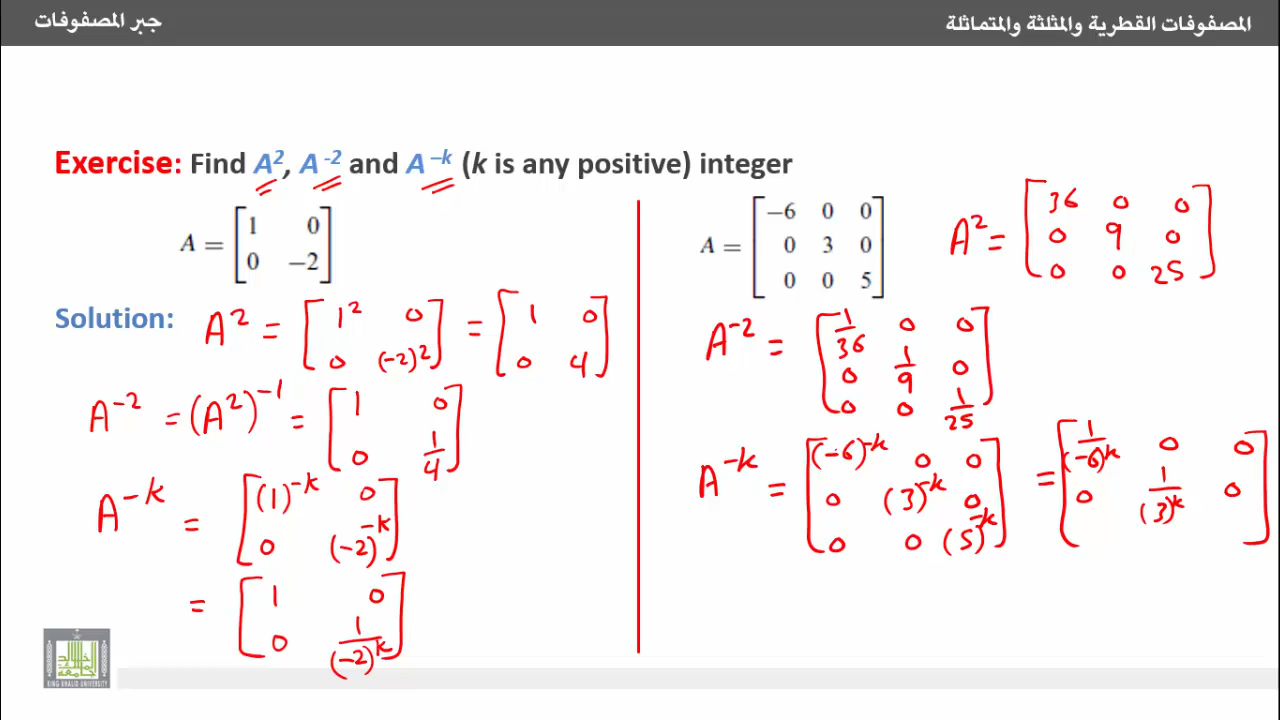 جبر المصفوفات
المصفوفات القطرية والمثلثة والمتماثلة
Exercise: Find A², A⁻² and A⁻ᵏ (k is any positive) integer
A = [1 0; 0 −2]
Solution: A² = [1² 0; 0 (-2)²] = [1 0; 0 4]
A⁻² = (A²)⁻¹ = [1 0; 0 1/4]
A⁻ᵏ = [(1)⁻ᵏ 0; 0 (-2)⁻ᵏ]
= [1 0; 0 1/(-2)ᵏ]
A = [−6 0 0; 0 3 0; 0 0 5]
A² = [36 0 0; 0 9 0; 0 0 25]
A⁻² = [1/36 0 0; 0 1/9 0; 0 0 1/25]
A⁻ᵏ = [(-6)⁻ᵏ 0 0; 0 (3)⁻ᵏ 0; 0 0 (5)⁻ᵏ] = [1/(-6)ᵏ 0 0; 0 1/(3)ᵏ 0]
KING KHALID UNIVERSITY